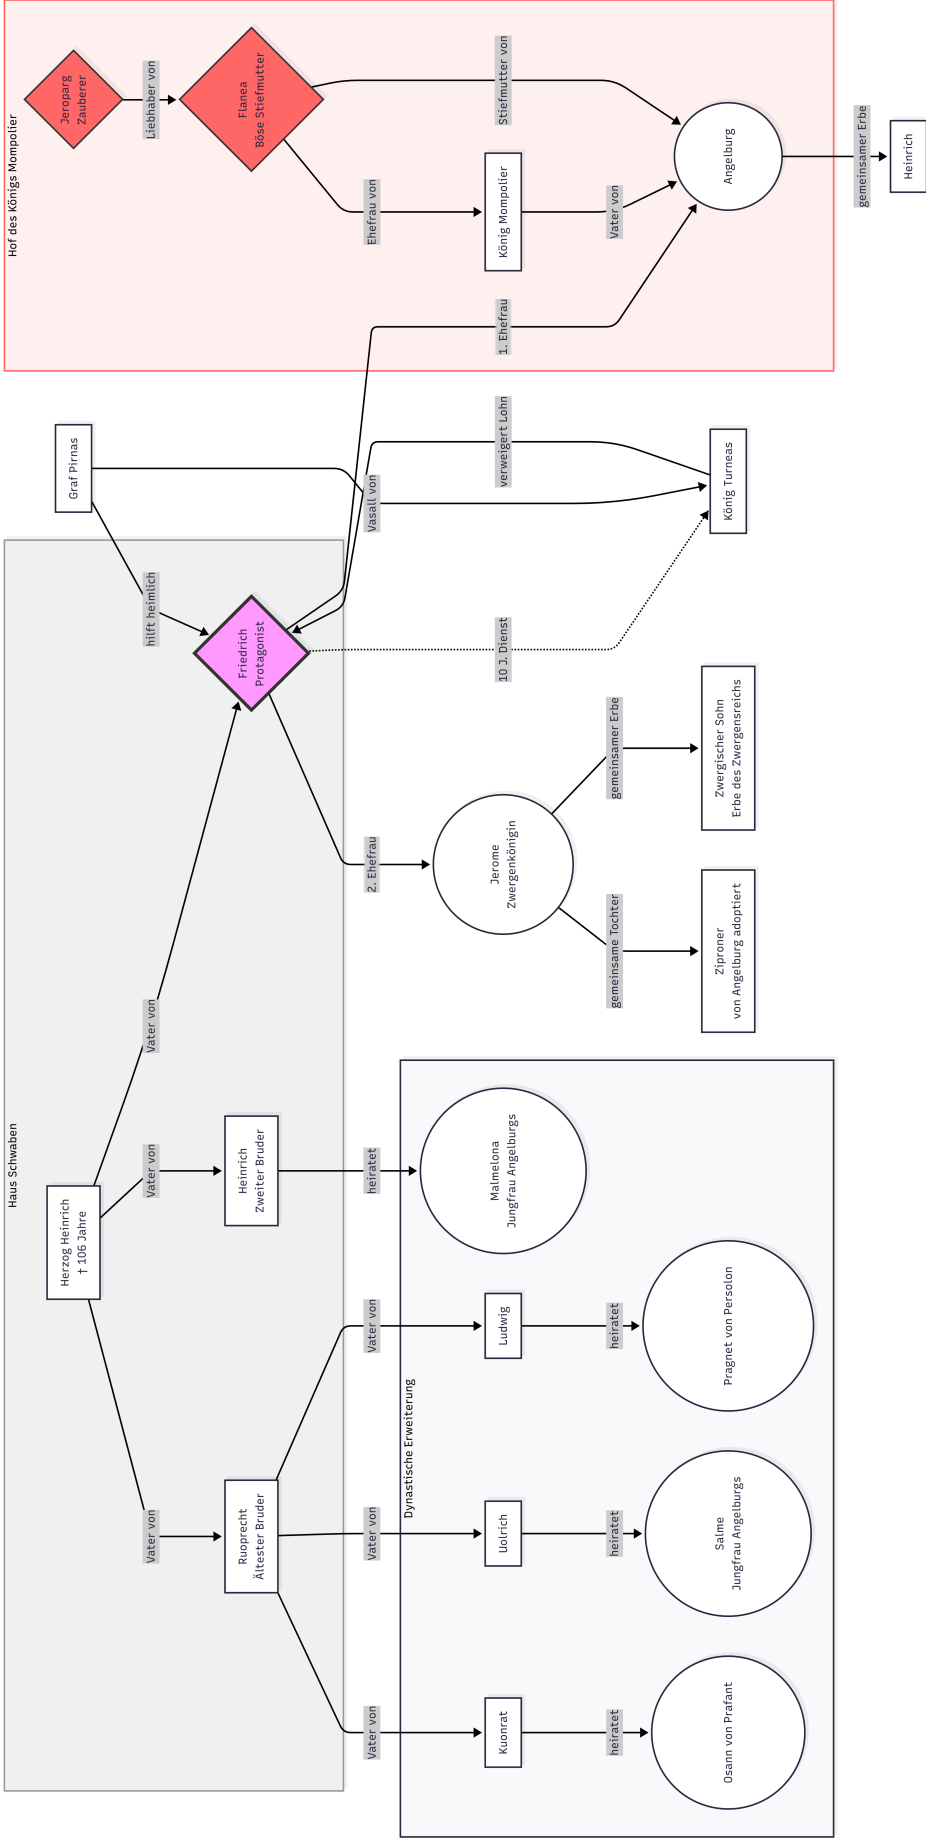 Haus Schwaben
Hof des Königs Mompolier
Dynastische Erweiterung
Herzog Heinrich
† 106 Jahre
Graf Pirnas
Jeroparg
Zauberer
Vater von
Vater von
Vater von
hilft heimlich
Liebhaber von
Ruoprecht
Ältester Bruder
Heinrich
Zweiter Bruder
Friedrich
Protagonist
Flanea
Böse Stiefmutter
Vater von
Vater von
Vater von
heiratet
2. Ehefrau
Vasall von
Ehefrau von
Kuonrat
Uolrich
Ludwig
Malmelona
Jungfrau Angelburgs
Jerome
Zwergenkönigin
10 J. Dienst
verweigert Lohn
1. Ehefrau
König Mompolier
Stiefmutter von
heiratet
heiratet
heiratet
gemeinsame Tochter
gemeinsamer Erbe
Vater von
Osann von Prafant
Salme
Jungfrau Angelburgs
Pragnet von Persolon
Ziproner
von Angelburg adoptiert
Zwergischer Sohn
Erbe des Zwergensreichs
König Turneas
Angelburg
gemeinsamer Erbe
Heinrich